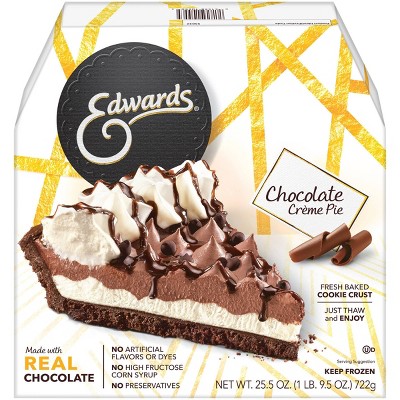 Edwards®
Chocolate
Crème Pie
FRESH BAKED
COOKIE CRUST
JUST THAW
and ENJOY
Made with
REAL
CHOCOLATE
NO ARTIFICIAL
FLAVORS OR DYES
NO HIGH FRUCTOSE
CORN SYRUP
NO PRESERVATIVES
U D
Serving Suggestion
KEEP FROZEN
NET WT. 25.5 OZ. (1 LB. 9.5 OZ.) 722g